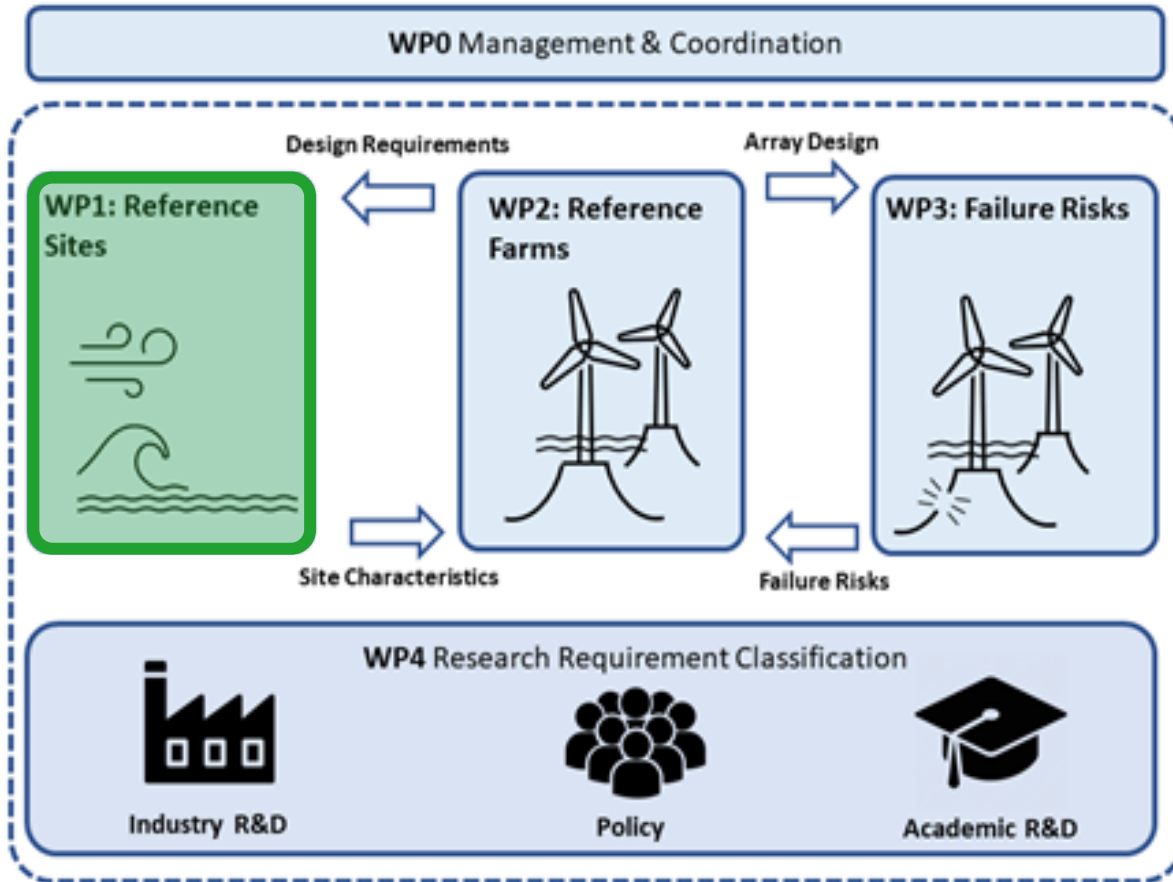 WP0 Management & Coordination
Design Requirements
Array Design
WP1: Reference
Sites
WP2: Reference
Farms
WP3: Failure Risks
Site Characteristics
Failure Risks
WP4 Research Requirement Classification
Industry R&D
Policy
Academic R&D